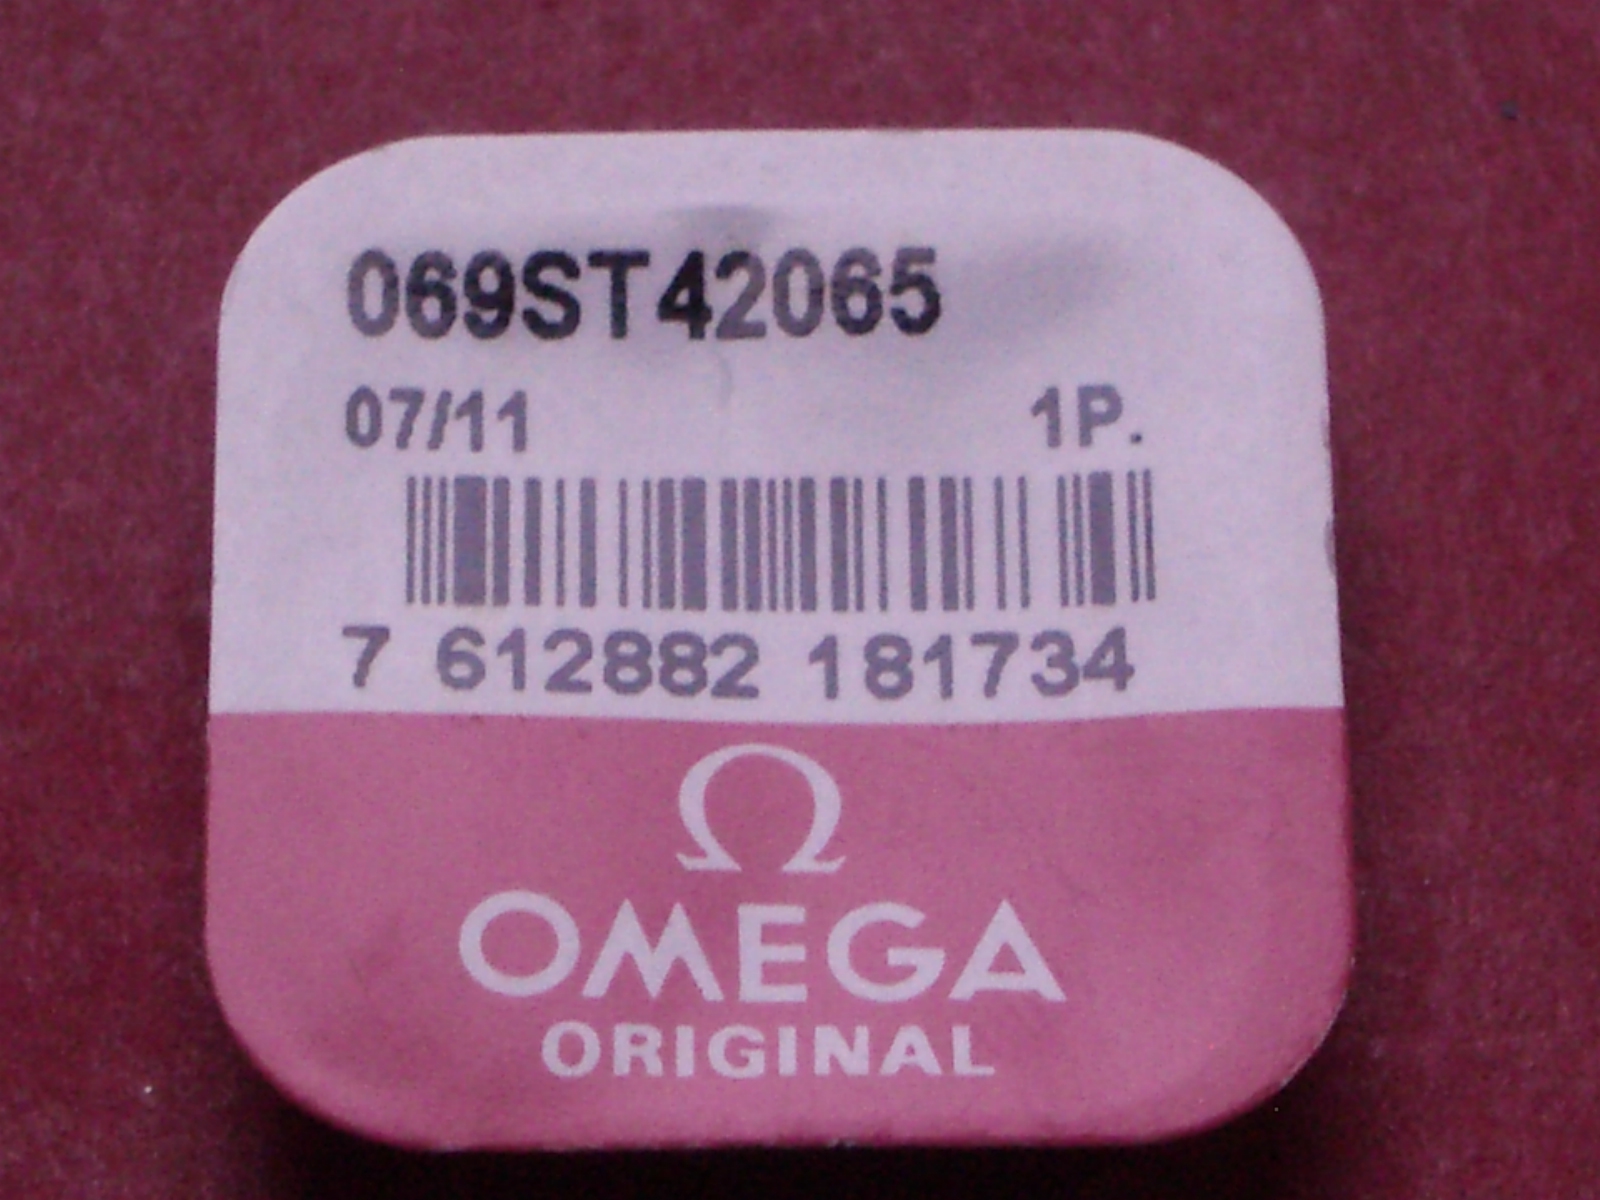 069ST42065
07/11 1P.
7 612882 181734
Ω
OMEGA
ORIGINAL